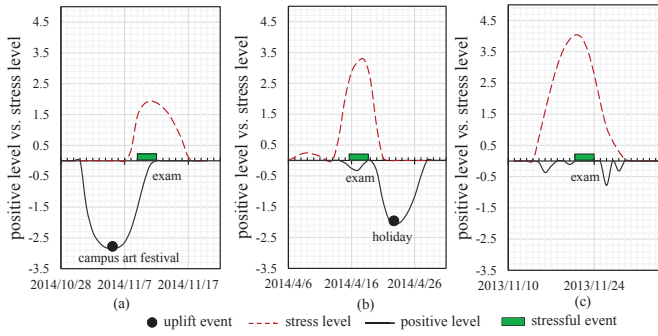 positive level vs. stress level
4.5
3.5
2.5
1.5
0.5
-0.5
-1.5
-2.5
-3.5
exam
campus art festival
2014/10/28 2014/11/7 2014/11/17
(a)
positive level vs. stress level
4.5
3.5
2.5
1.5
0.5
-0.5
-1.5
-2.5
-3.5
exam
holiday
2014/4/6 2014/4/16 2014/4/26
(b)
positive level vs. stress level
4.5
3.5
2.5
1.5
0.5
-0.5
-1.5
-2.5
-3.5
exam
2013/11/10 2013/11/24
(c)
uplift event stress level positive level stressful event